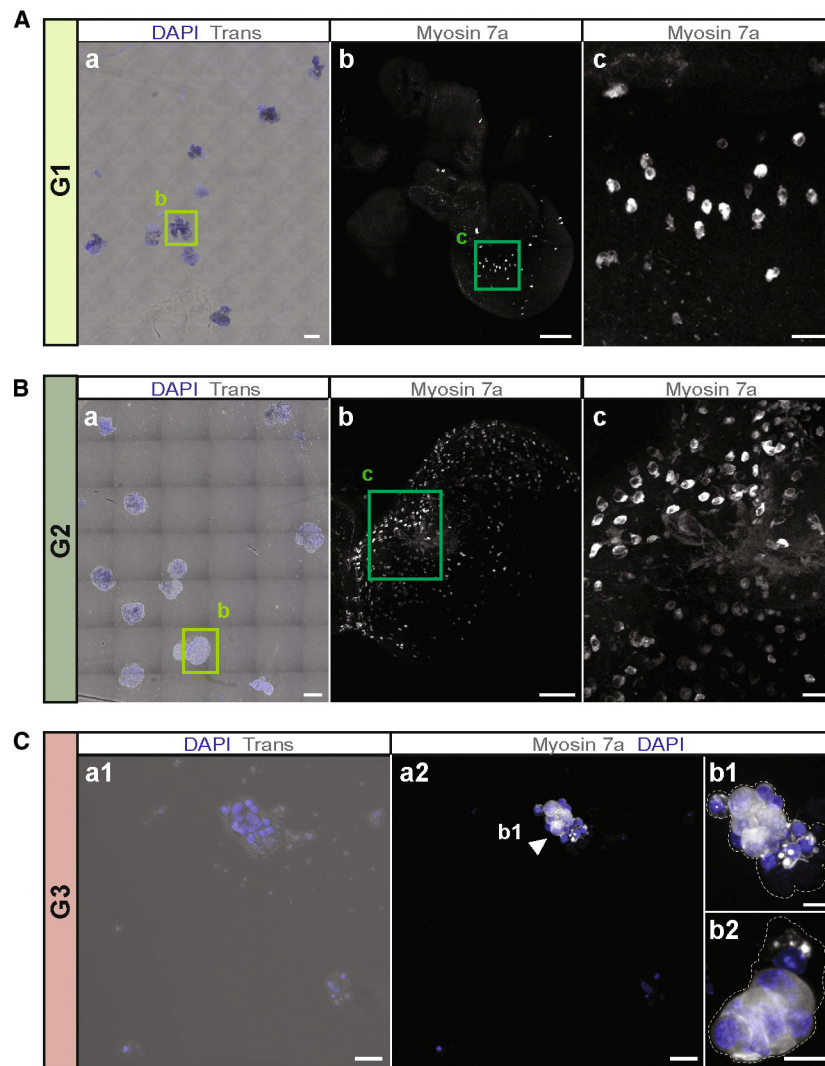 A
DAPI Trans
Myosin 7a
Myosin 7a
G1
a
b
c
b
c
B
DAPI Trans
Myosin 7a
Myosin 7a
G2
a
b
c
b
c
C
DAPI Trans
Myosin 7a DAPI
G3
a1
a2
b1
b1
b2